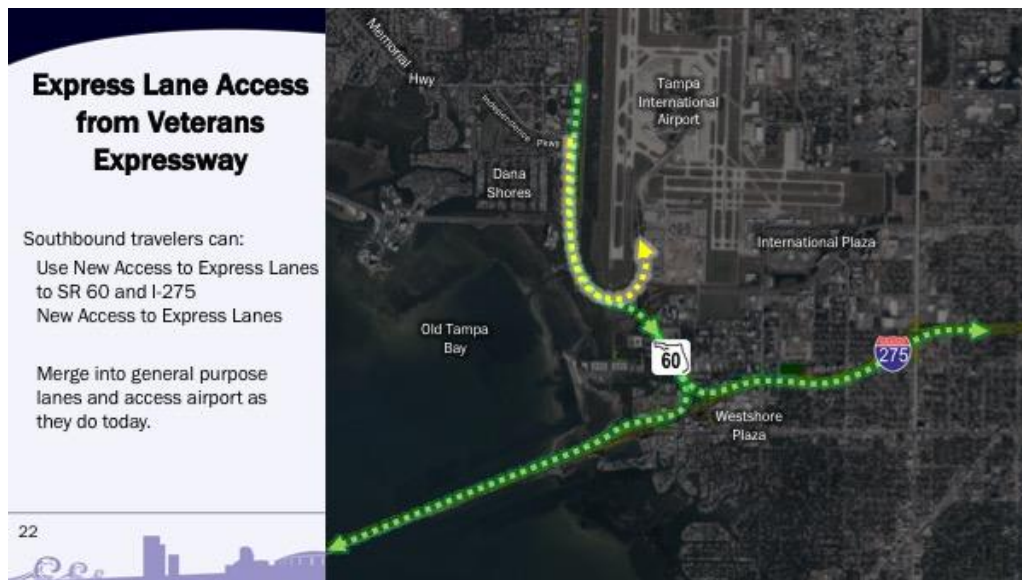 Express Lane Access
from Veterans
Expressway
Southbound travelers can:
Use New Access to Express Lanes
to SR 60 and I-275
New Access to Express Lanes
Merge into general purpose
lanes and access airport as
they do today.
22
Memorial
Hwy
Independence
Pkwy
Tampa
International
Airport
Dana
Shores
International Plaza
Old Tampa
Bay
60
275
Westshore
Plaza